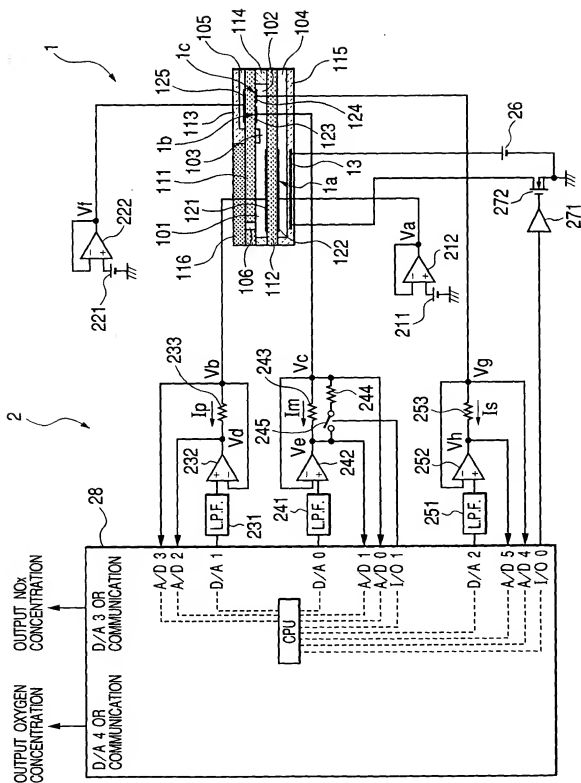 2
1
OUTPUT NOx
CONCENTRATION
OUTPUT OXYGEN
CONCENTRATION
28
D/A 3 OR
COMMUNICATION
D/A 4 OR
COMMUNICATION
CPU
A/D 3
A/D 2
D/A 1
D/A 0
A/D 1
A/D 0
I/O 1
D/A 2
A/D 5
A/D 4
I/O 0
L.P.F.
231
232
Vd
Ip
Vb
233
L.P.F.
241
242
Ve
Im
Vc
243
244
245
L.P.F.
251
252
Vh
Is
Vg
253
221
222
Vf
211
212
Va
116
106
101
121
111
103
113
1b
125
105
1c
114
102
104
115
124
123
13
1a
122
112
26
272
271